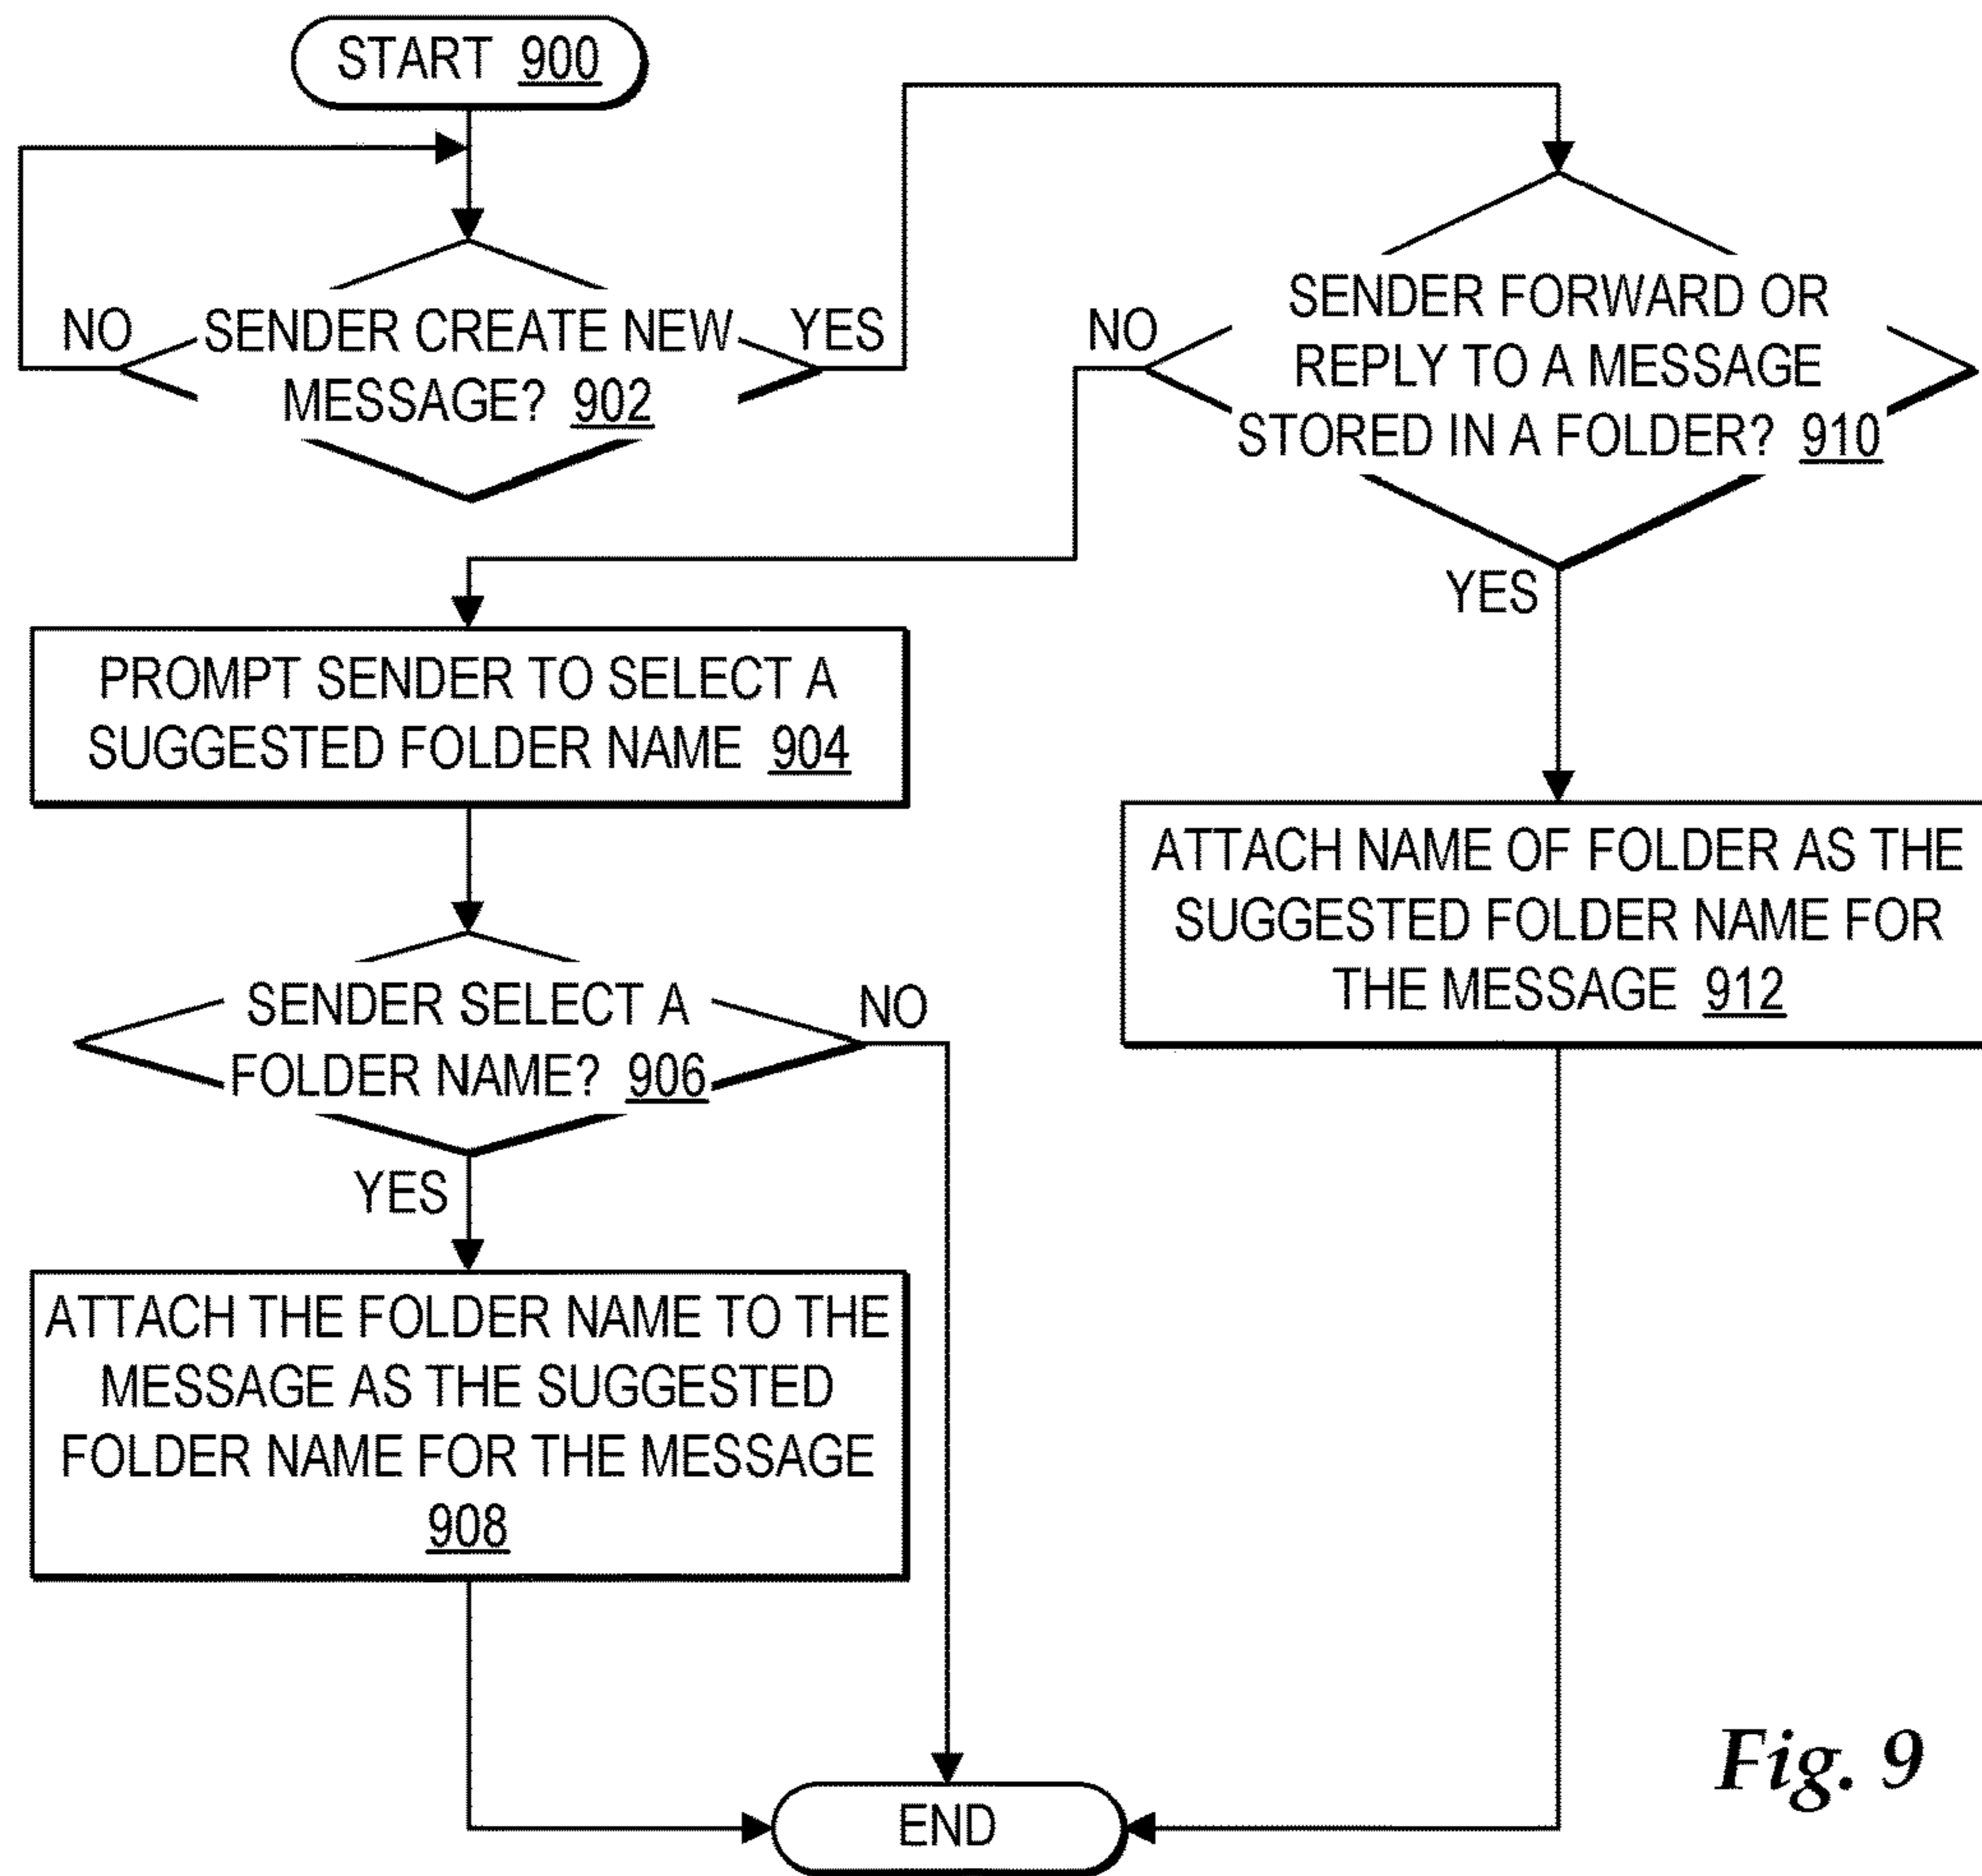 START 900
NO
SENDER CREATE NEW
MESSAGE? 902
YES
NO
SENDER FORWARD OR
REPLY TO A MESSAGE
STORED IN A FOLDER? 910
YES
PROMPT SENDER TO SELECT A
SUGGESTED FOLDER NAME 904
ATTACH NAME OF FOLDER AS THE
SUGGESTED FOLDER NAME FOR
THE MESSAGE 912
SENDER SELECT A
FOLDER NAME? 906
NO
YES
ATTACH THE FOLDER NAME TO THE
MESSAGE AS THE SUGGESTED
FOLDER NAME FOR THE MESSAGE
908
END
Fig. 9